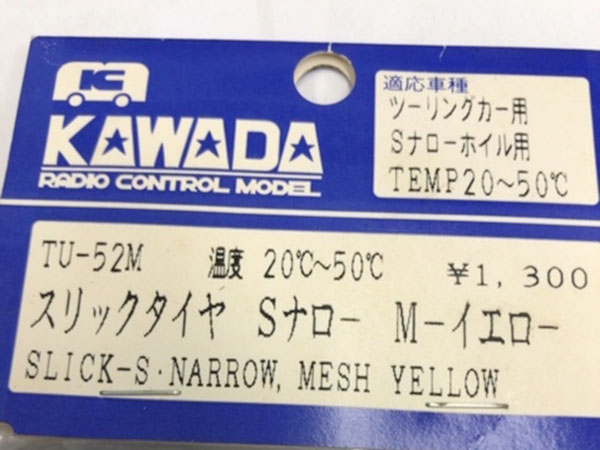 K
KAWADA
RADIO CONTROL MODEL
適応車種
ツーリングカー用
Sナローホイル用
TEMP20~50℃
TU-52M 温度 20℃~50℃ ¥1,300
スリックタイヤ Sナロー M-イエロー
SLICK-S・NARROW, MESH YELLOW